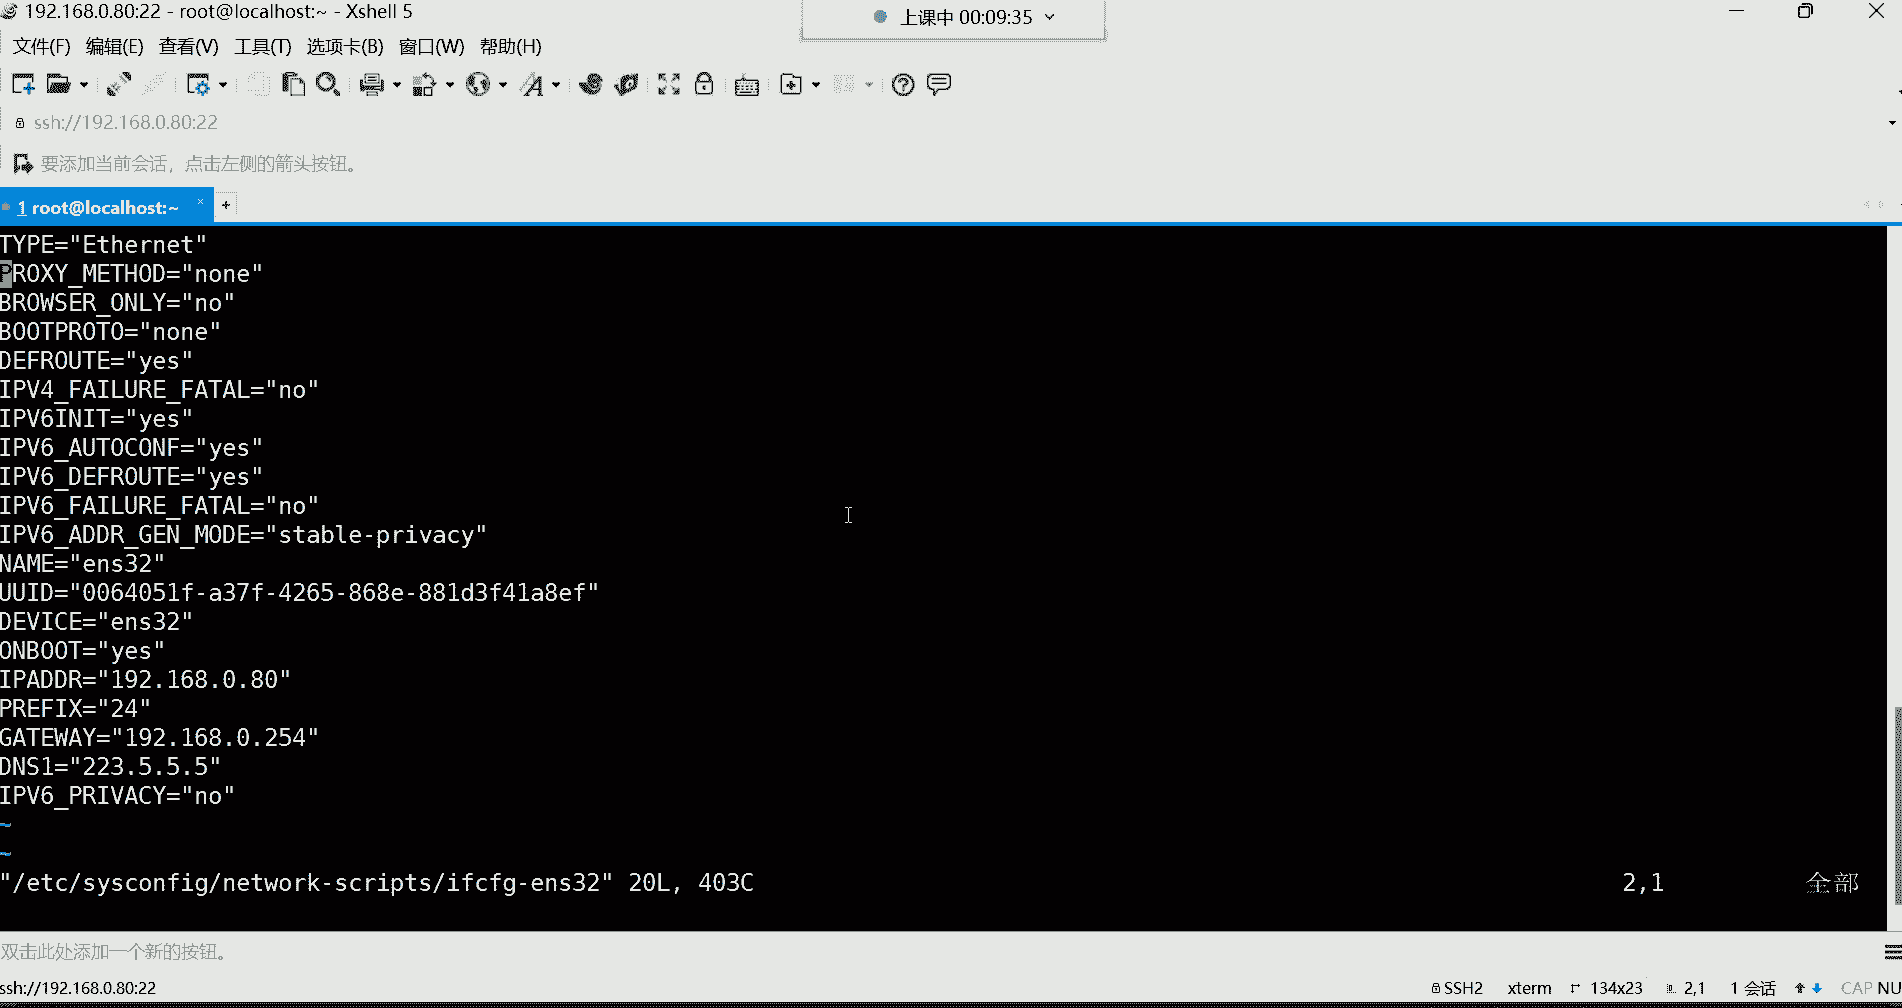 192.168.0.80:22 - root@localhost:~ - Xshell 5
上课中 00:09:35
文件(F) 编辑(E) 查看(V) 工具(T) 选项卡(B) 窗口(W) 帮助(H)
ssh://192.168.0.80:22
要添加当前会话，点击左侧的箭头按钮。
1 root@localhost:~ × +
TYPE="Ethernet"
PROXY_METHOD="none"
BROWSER_ONLY="no"
BOOTPROTO="none"
DEFROUTE="yes"
IPV4_FAILURE_FATAL="no"
IPV6INIT="yes"
IPV6_AUTOCONF="yes"
IPV6_DEFROUTE="yes"
IPV6_FAILURE_FATAL="no"
IPV6_ADDR_GEN_MODE="stable-privacy"
NAME="ens32"
UUID="0064051f-a37f-4265-868e-881d3f41a8ef"
DEVICE="ens32"
ONBOOT="yes"
IPADDR="192.168.0.80"
PREFIX="24"
GATEWAY="192.168.0.254"
DNS1="223.5.5.5"
IPV6_PRIVACY="no"
~
~
"/etc/sysconfig/network-scripts/ifcfg-ens32" 20L, 403C 2,1 全部
双击此处添加一个新的按钮。
ssh://192.168.0.80:22 SSH2 xterm 134x23 2,1 1 会话 CAP NU